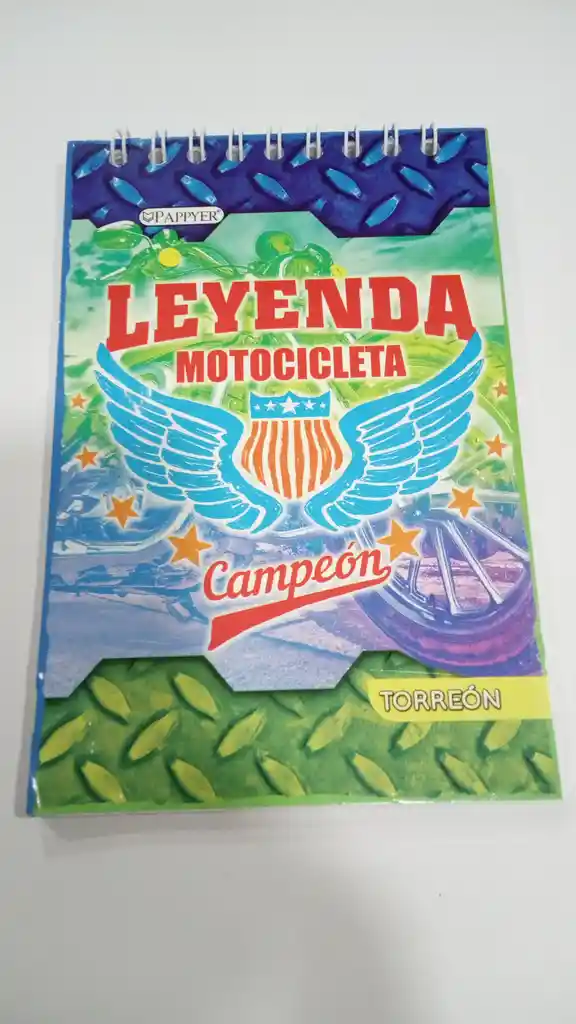 PAPPYER®
LEYENDA
MOTOCICLETA
Campeón
TORREÓN